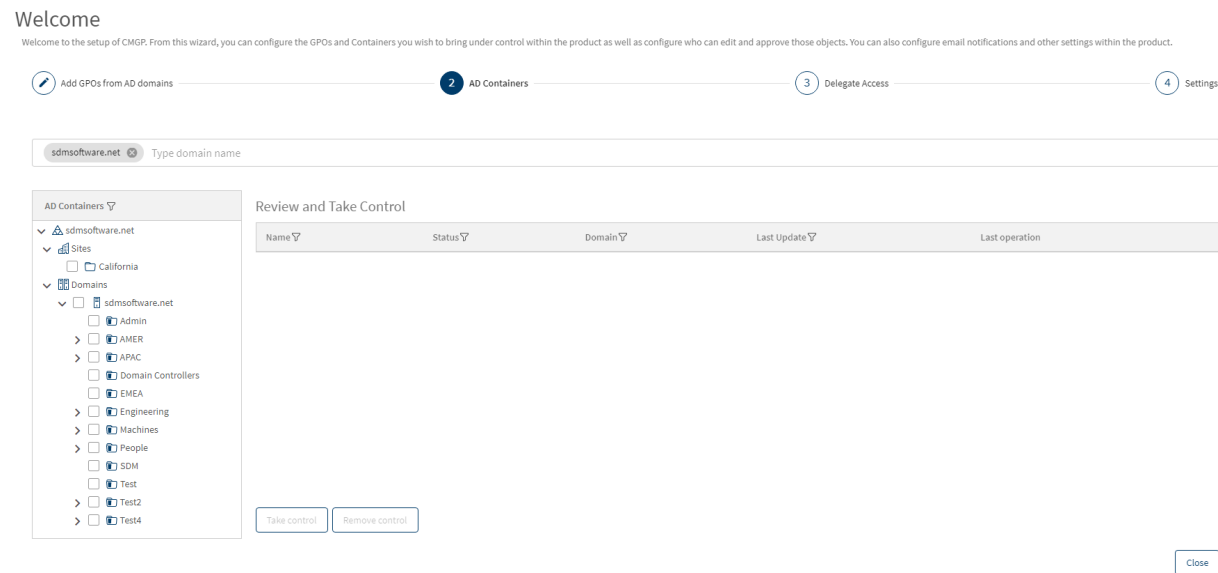 Welcome
Welcome to the setup of CMGP. From this wizard, you can configure the GPOs and Containers you wish to bring under control within the product as well as configure who can edit and approve those objects. You can also configure email notifications and other settings within the product.
Add GPOs from AD domains 2 AD Containers 3 Delegate Access 4 Settings
sdmsoftware.net Type domain name
AD Containers
sdmsoftware.net
Sites
California
Domains
sdmsoftware.net
Admin
AMER
APAC
Domain Controllers
EMEA
Engineering
Machines
People
SDM
Test
Test2
Test4
Review and Take Control
Name Status Domain Last Update Last operation
Take control Remove control
Close